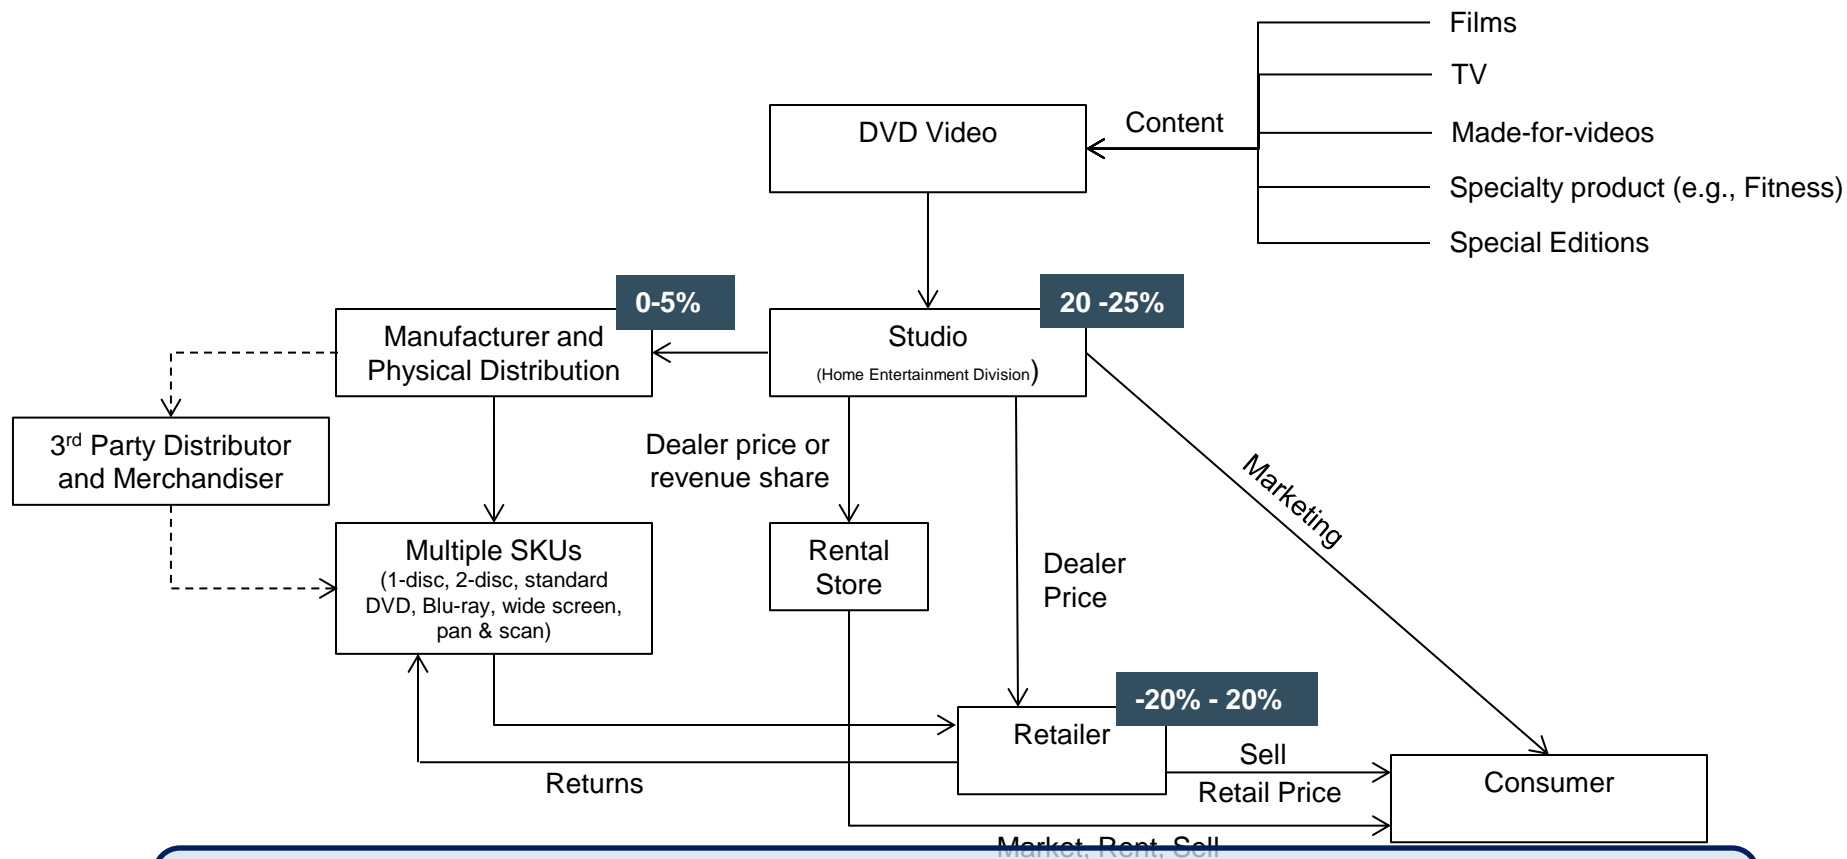 Films
TV
Content
DVD Video
Made-for-videos
Specialty product (e.g., Fitness)
Special Editions
0-5%
20 -25%
Manufacturer and
Physical Distribution
Studio
(Home Entertainment Division)
3rd Party Distributor
and Merchandiser
Dealer price or
revenue share
Marketing
Multiple SKUs
(1-disc, 2-disc, standard
DVD, Blu-ray, wide screen,
pan & scan)
Rental
Store
Dealer
Price
-20% - 20%
Retailer
Sell
Retail Price
Consumer
Returns
Market, Rent, Sell